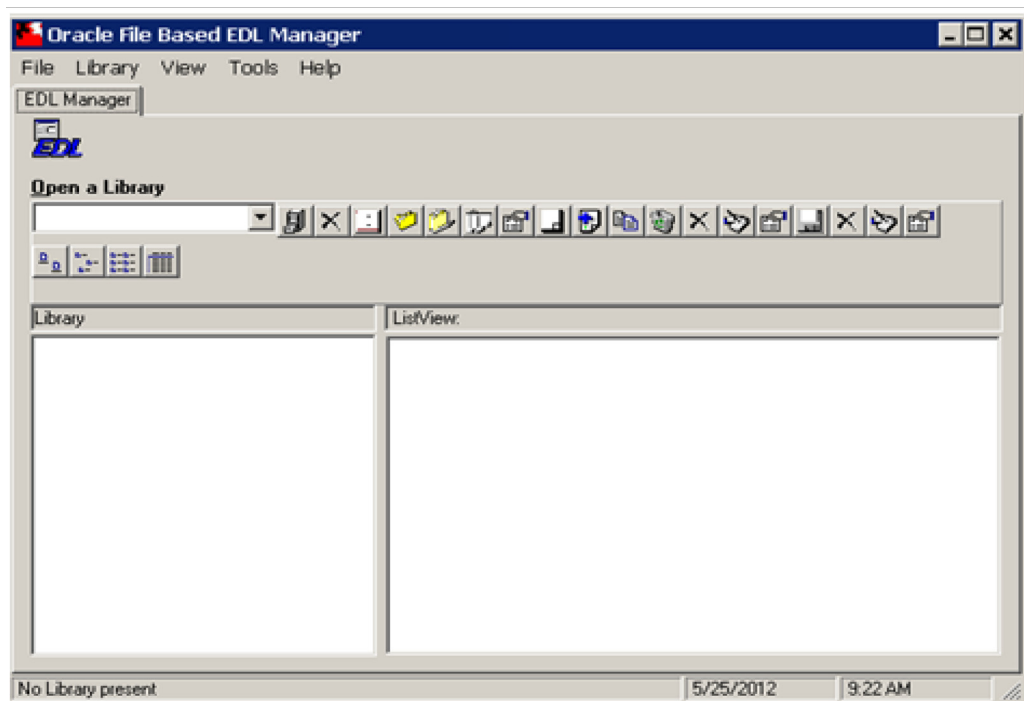 Oracle File Based EDL Manager
File Library View Tools Help
EDL Manager
EDL
Open a Library
Library ListView:
No Library present 5/25/2012 9:22 AM